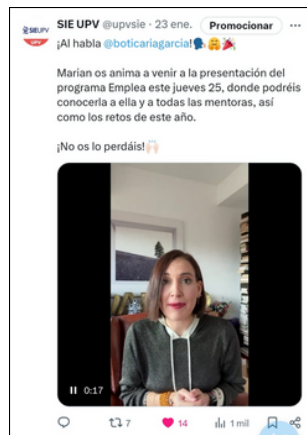 SIE UPV @upvsie · 23 ene.
Promocionar
SIEUPV
UPV
¡Al habla @boticariagarcia!
Marian os anima a venir a la presentación del
programa Emplea este jueves 25, donde podréis
conocerla a ella y a todas las mentoras, así
como los retos de este año.
¡No os lo perdáis!
0:17
7
14
1 mil